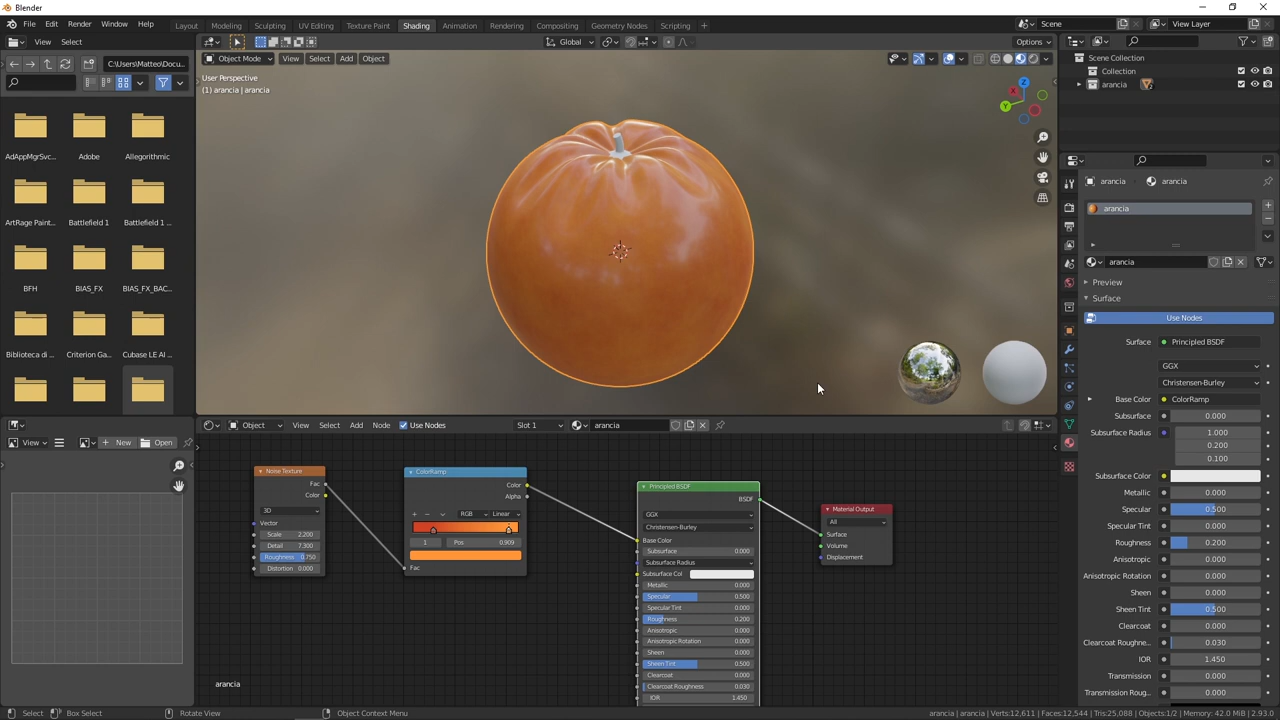 Blender
File Edit Render Window Help
Layout Modeling Sculpting UV Editing Texture Paint Shading Animation Rendering Compositing Geometry Nodes Scripting +
Scene
View Layer
View Select
Global
Options
C:\Users\Matteo\Docu...
Object Mode View Select Add Object
User Perspective
(1) arancia | arancia
Z
X
Y
AdAppMgrSvc... Adobe Allegorithmic
ArtRage Paint... Battlefield 1 Battlefield 1 ...
BFH BIAS_FX BIAS_FX_BAC...
Biblioteca di ... Criterion Ga... Cubase LE AI ...
View New Open
Object View Select Add Node Use Nodes Slot 1 arancia
Noise Texture
Fac
Color
3D
Vector
Scale 2.200
Detail 7.300
Roughness 0.750
Distortion 0.000
ColorRamp
Color
Alpha
RGB Linear
1 Pos 0.909
Fac
Principled BSDF
BSDF
GGX
Christensen-Burley
Base Color
Subsurface 0.000
Subsurface Radius
Subsurface Col
Metallic 0.000
Specular 0.500
Specular Tint 0.000
Roughness 0.200
Anisotropic 0.000
Anisotropic Rotation 0.000
Sheen 0.000
Sheen Tint 0.500
Clearcoat 0.000
Clearcoat Roughness 0.030
IOR 1.450
Material Output
All
Surface
Volume
Displacement
arancia
Scene Collection
Collection
arancia
arancia arancia
arancia
arancia
Preview
Surface
Use Nodes
Surface Principled BSDF
GGX
Christensen-Burley
Base Color ColorRamp
Subsurface 0.000
Subsurface Radius 1.000
0.200
0.100
Subsurface Color
Metallic 0.000
Specular 0.500
Specular Tint 0.000
Roughness 0.200
Anisotropic 0.000
Anisotropic Rotation 0.000
Sheen 0.000
Sheen Tint 0.500
Clearcoat 0.000
Clearcoat Roughne... 0.030
IOR 1.450
Transmission 0.000
Transmission Roug... 0.000
Select Box Select Rotate View Object Context Menu
arancia | arancia | Verts:12,611 | Faces:12,544 | Tris:25,088 | Objects:1/2 | Memory: 42.0 MiB | 2.93.0